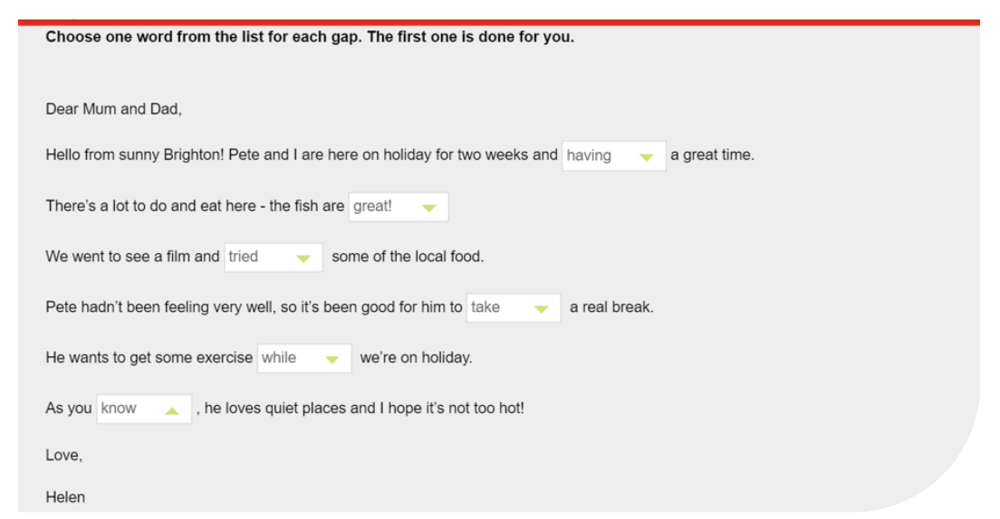 Choose one word from the list for each gap. The first one is done for you.
Dear Mum and Dad,
Hello from sunny Brighton! Pete and I are here on holiday for two weeks and having a great time.
There's a lot to do and eat here - the fish are great!
We went to see a film and tried some of the local food.
Pete hadn't been feeling very well, so it's been good for him to take a real break.
He wants to get some exercise while we're on holiday.
As you know , he loves quiet places and I hope it's not too hot!
Love,
Helen